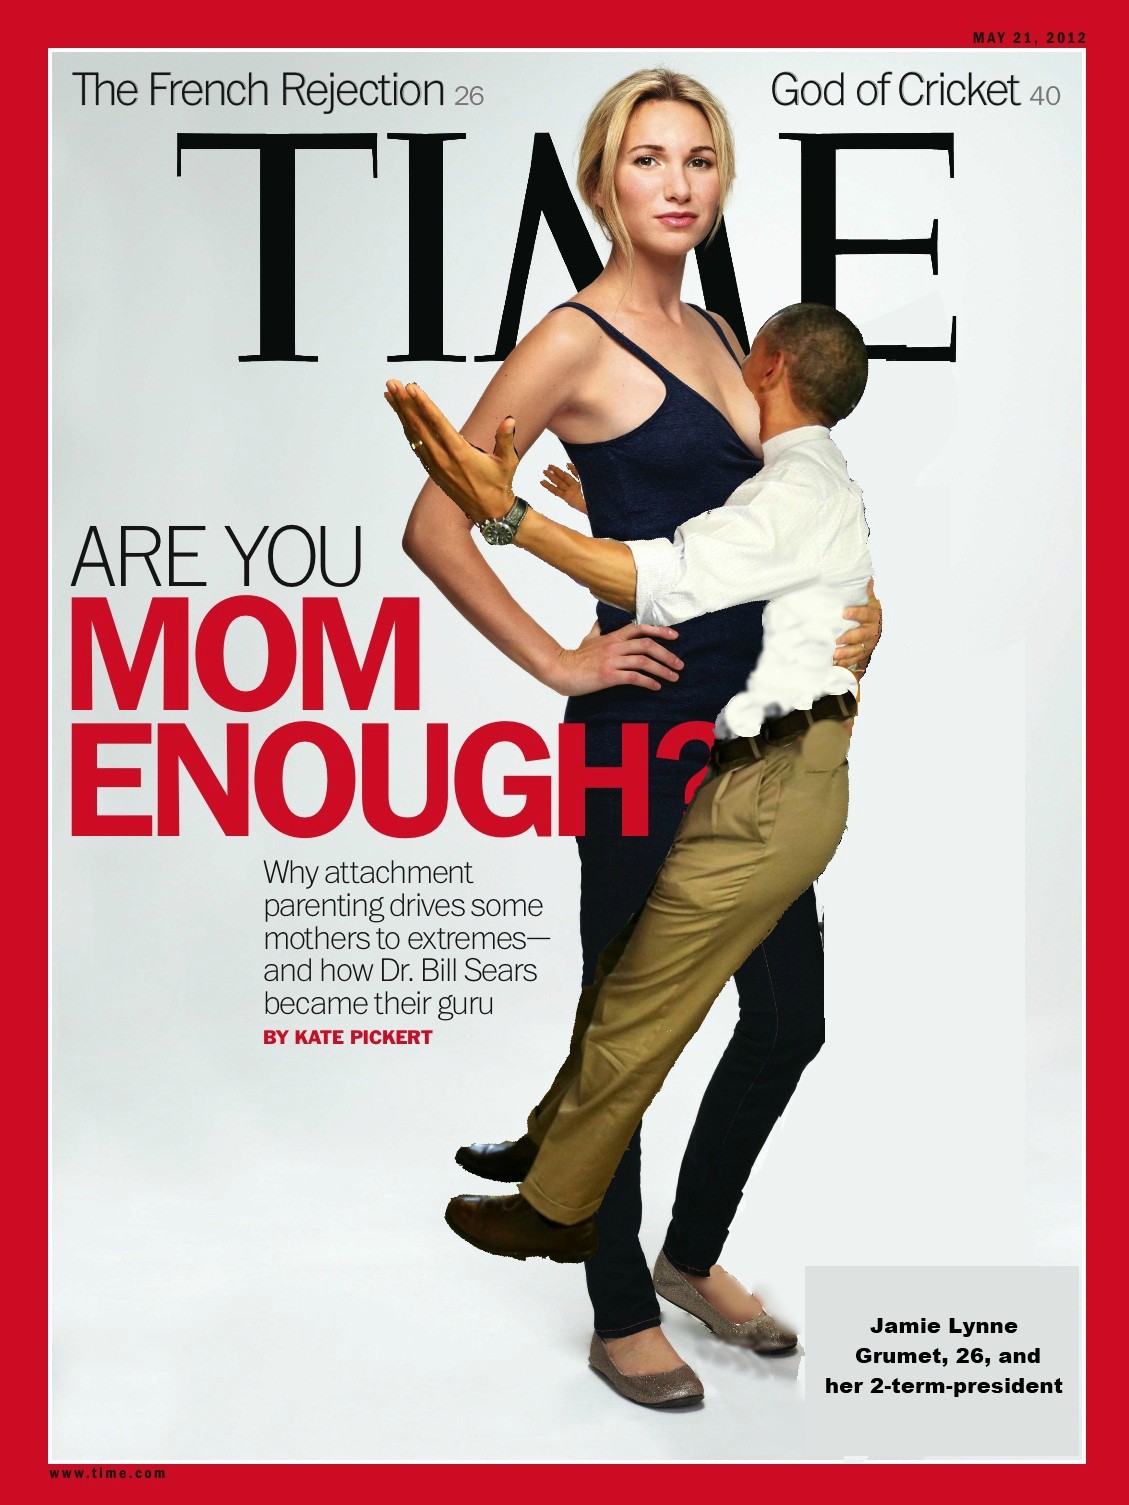 MAY 21, 2012
The French Rejection 26
God of Cricket 40
TIME
ARE YOU
MOM
ENOUGH?
Why attachment
parenting drives some
mothers to extremes—
and how Dr. Bill Sears
became their guru
BY KATE PICKERT
Jamie Lynne
Grumet, 26, and
her 2-term-president
www.time.com